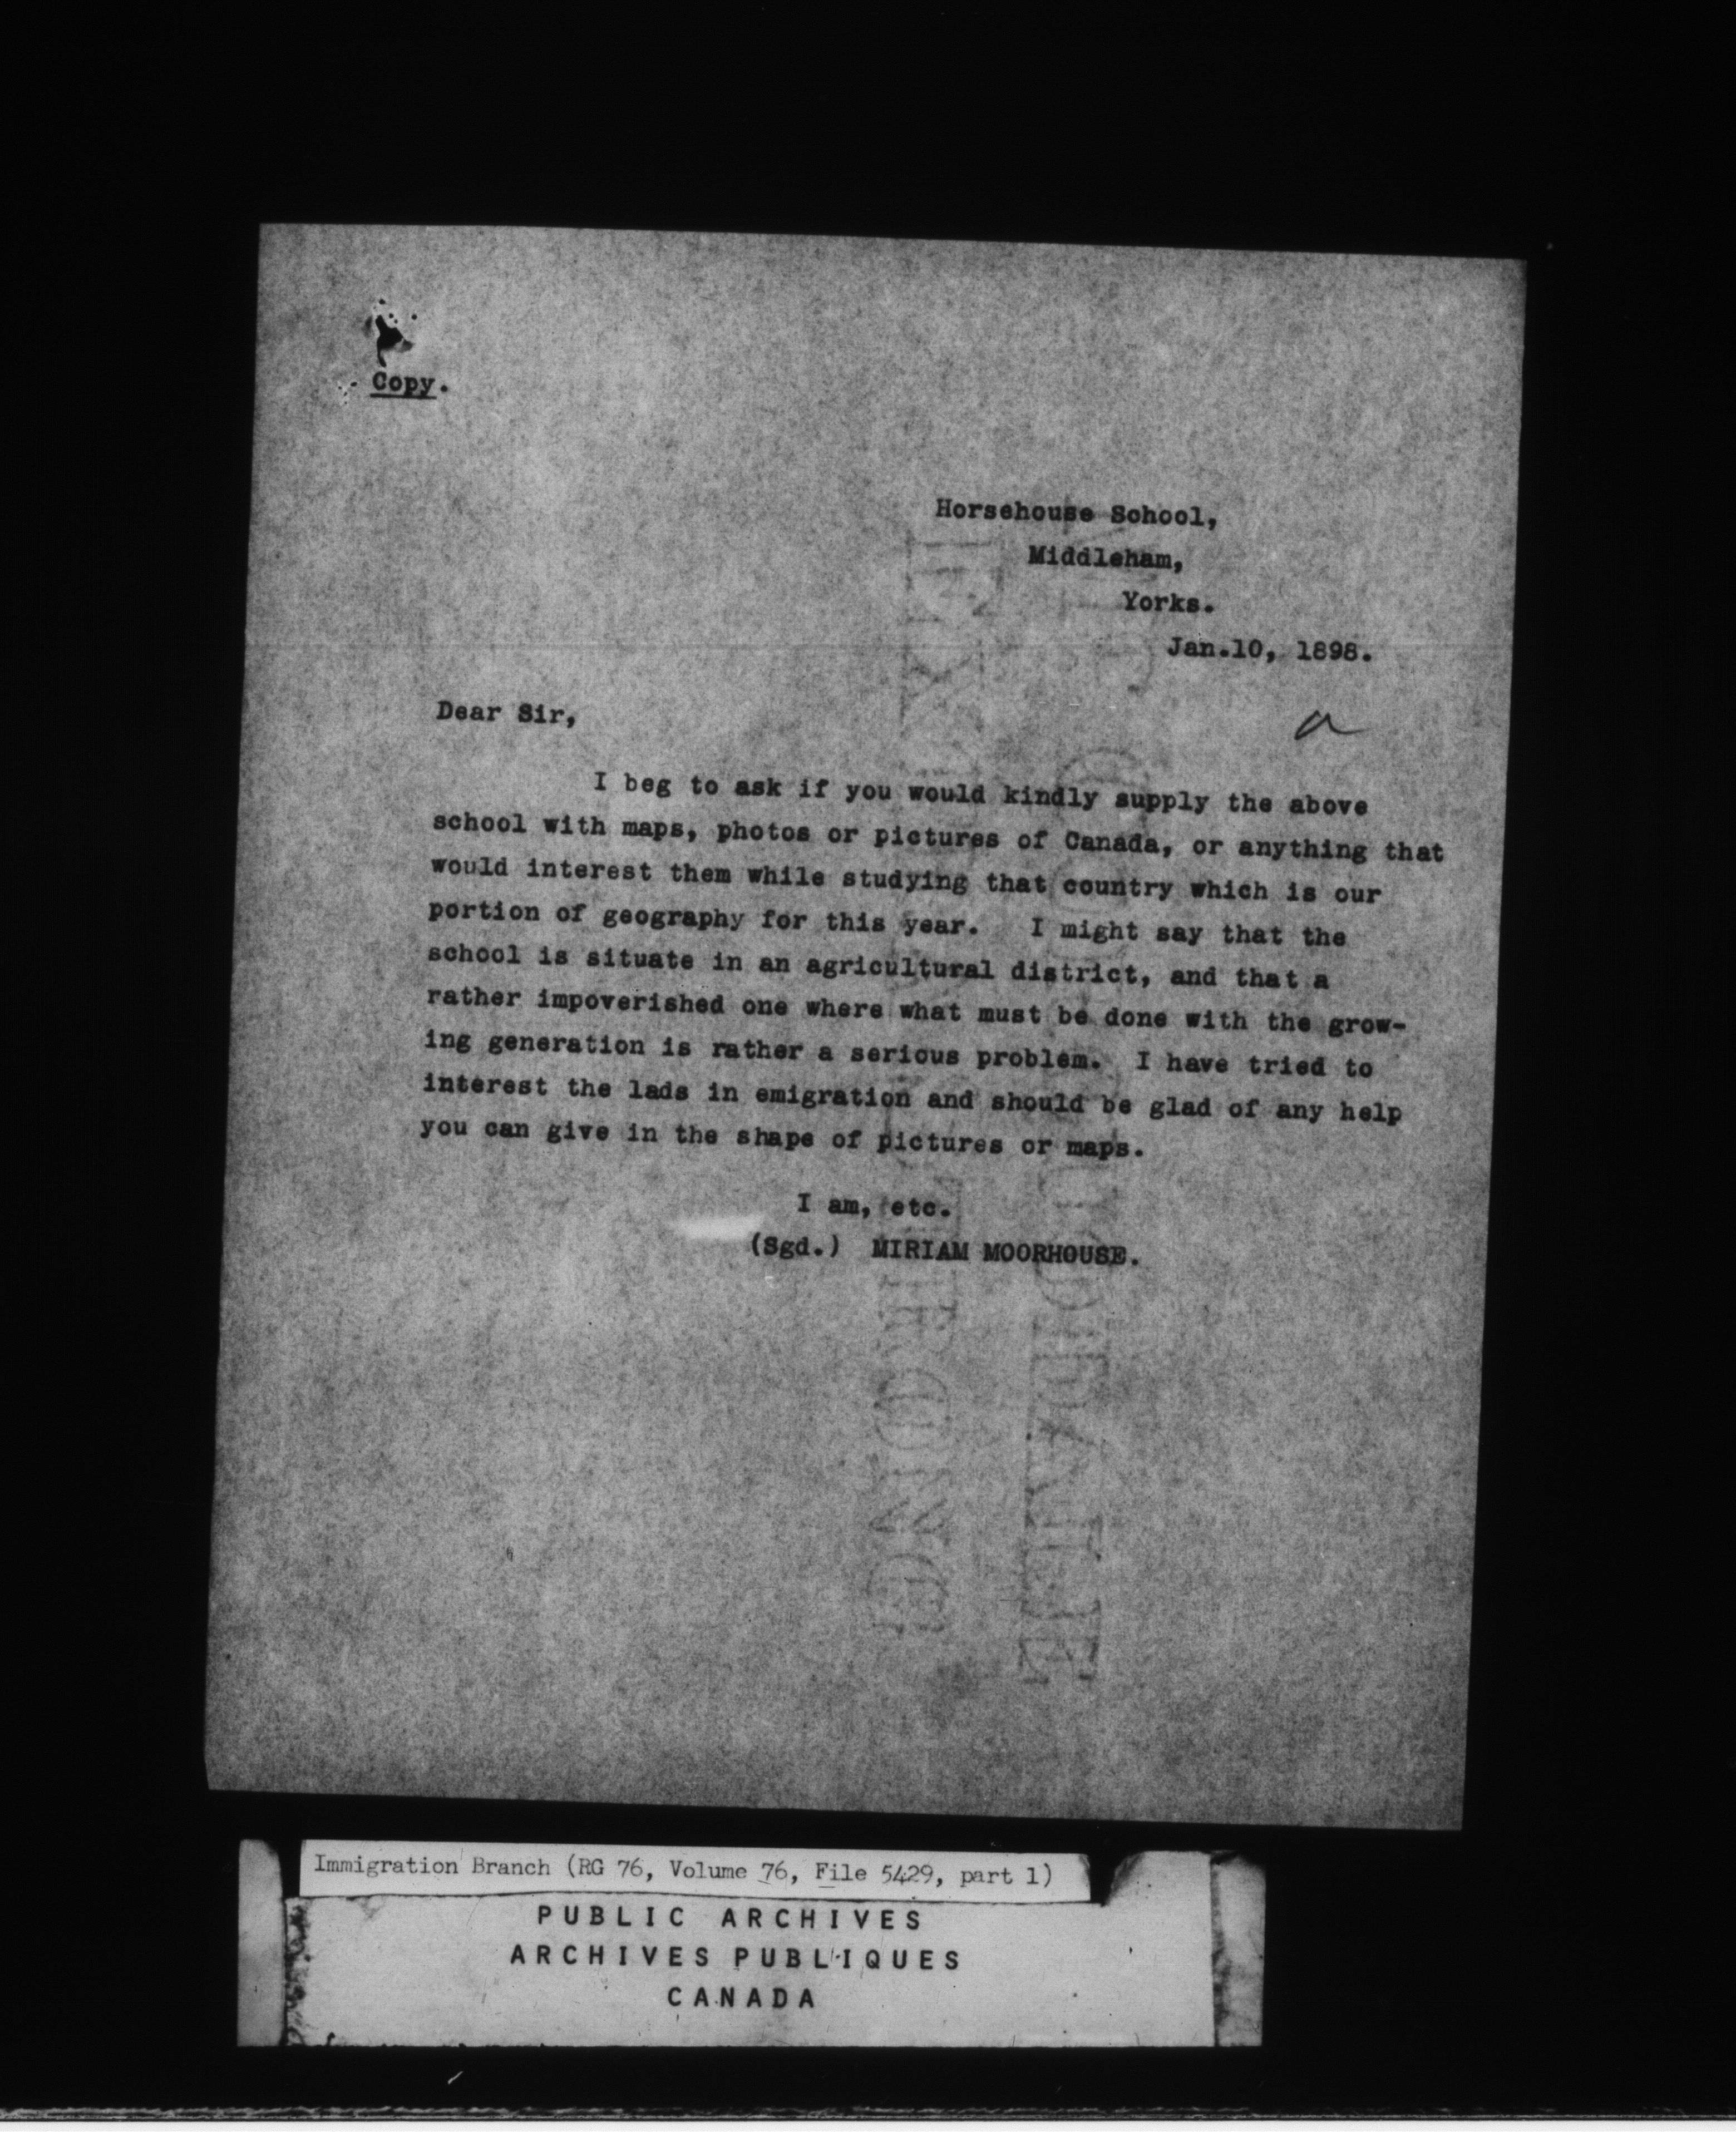 Copy.
Horsehouse School,
Middleham,
Yorks.
Jan.10, 1898.
Dear Sir,
a
I beg to ask if you would kindly supply the above
school with maps, photos or pictures of Canada, or anything that
would interest them while studying that country which is our
portion of geography for this year. I might say that the
school is situate in an agricultural district, and that a
rather impoverished one where what must be done with the grow-
ing generation is rather a serious problem. I have tried to
interest the lads in emigration and should be glad of any help
you can give in the shape of pictures or maps.
I am, etc.
(Sgd.) MIRIAM MOORHOUSE.
Immigration Branch (RG 76, Volume 76, File 5429, part 1)
PUBLIC ARCHIVES
ARCHIVES PUBLIQUES
CANADA